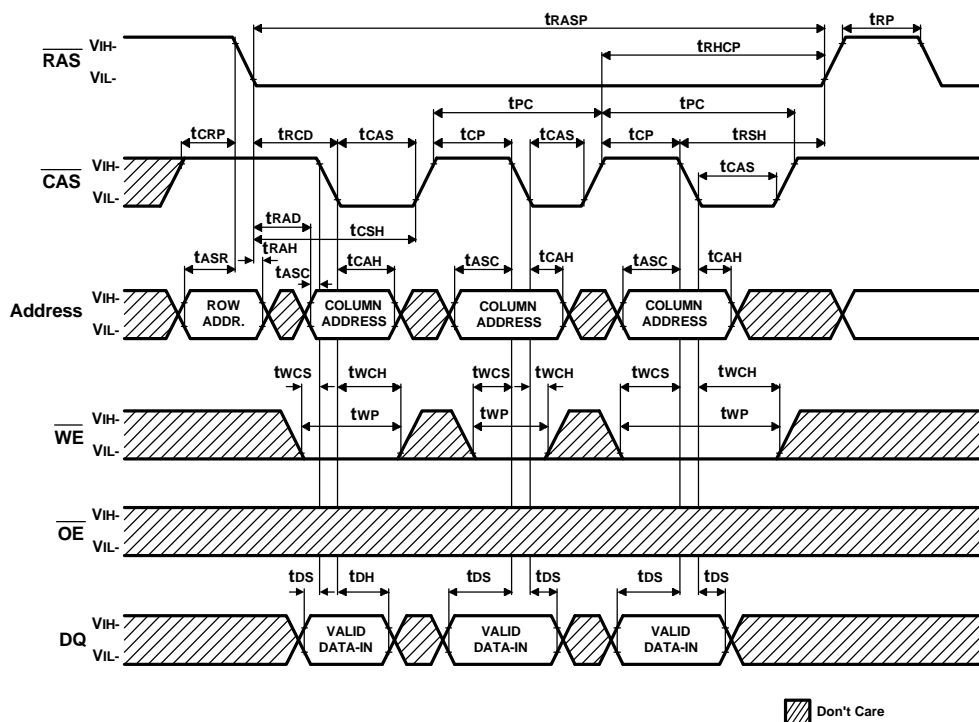 tRASP
tRP
tRHCP
RAS
VIH-
VIL-
tPC
tPC
tCRP
tRCD
tCAS
tCP
tCAS
tCP
tRSH
CAS
VIH-
VIL-
tCAS
tRAD
tCSH
tASR
tRAH
tASC
tCAH
tASC
tCAH
tASC
tCAH
Address
VIH-
VIL-
ROW
ADDR.
COLUMN
ADDRESS
COLUMN
ADDRESS
COLUMN
ADDRESS
tWCS
tWCH
tWCS
tWCH
tWCS
tWCH
tWP
tWP
tWP
WE
VIH-
VIL-
OE
VIH-
VIL-
tDS
tDH
tDS
tDS
tDS
tDS
DQ
VIH-
VIL-
VALID
DATA-IN
VALID
DATA-IN
VALID
DATA-IN
Don't Care